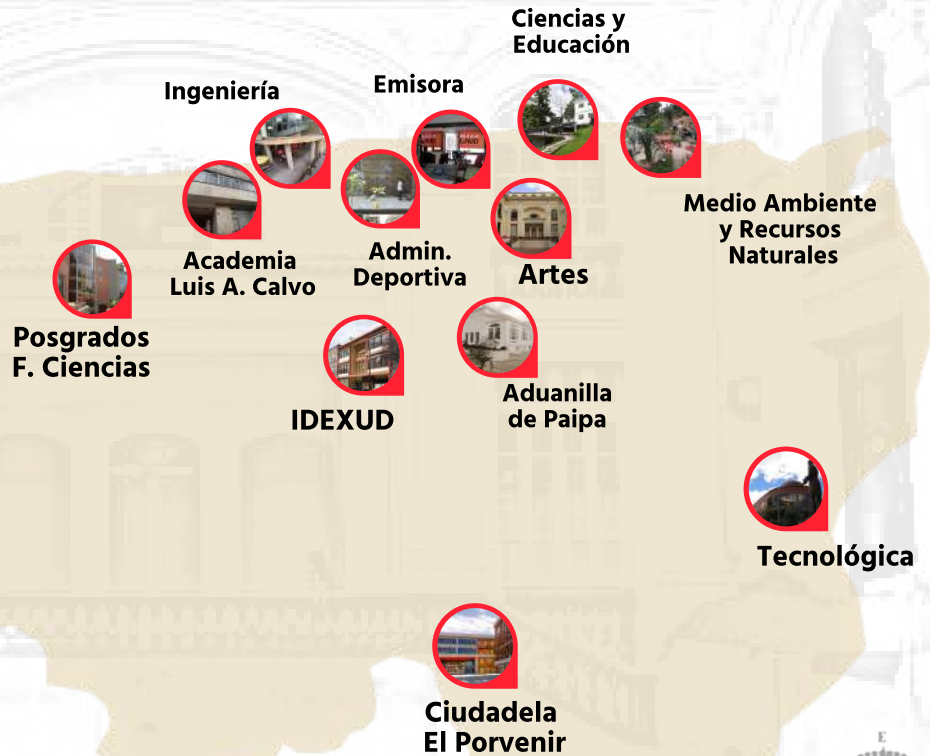 Ciencias y
Educación
Ingeniería
Emisora
Medio Ambiente
y Recursos
Naturales
Academia
Luis A. Calvo
Admin.
Deportiva
Artes
Posgrados
F. Ciencias
IDEXUD
Aduanilla
de Paipa
Tecnológica
Ciudadela
El Porvenir
E